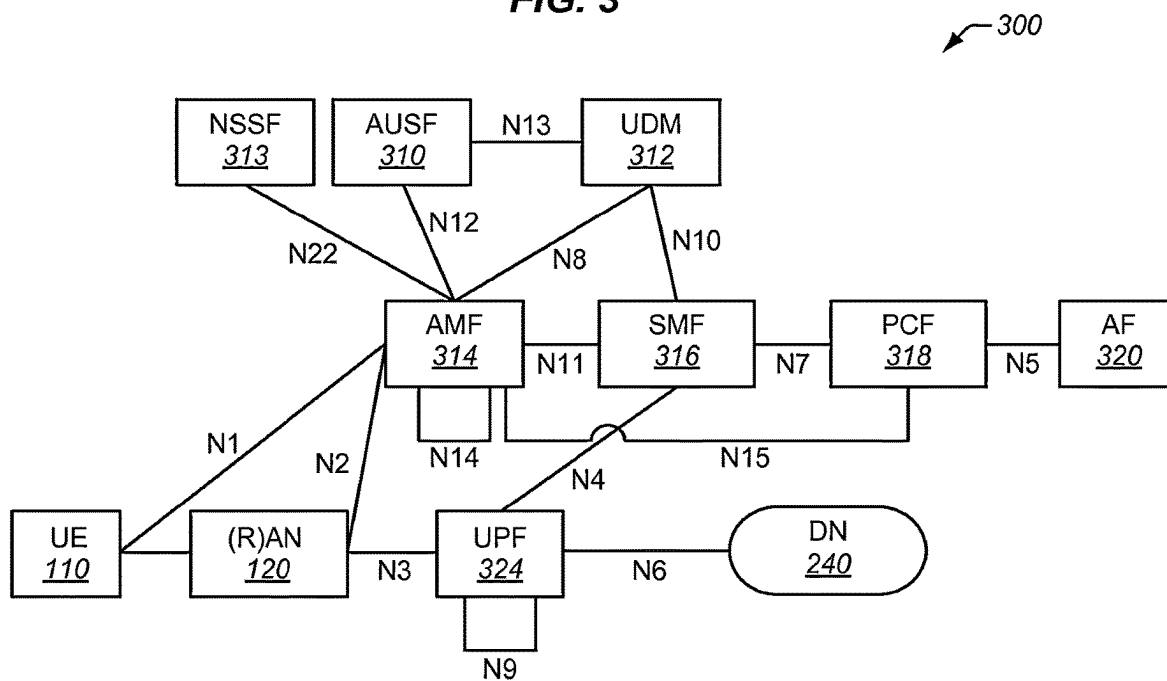 FIG. 3
300
NSSF
313
AUSF
310
N13
UDM
312
N22
N12
N8
N10
AMF
314
N11
SMF
316
N7
PCF
318
N5
AF
320
N1
N2
N14
N4
N15
UE
110
(R)AN
120
N3
UPF
324
N6
DN
240
N9